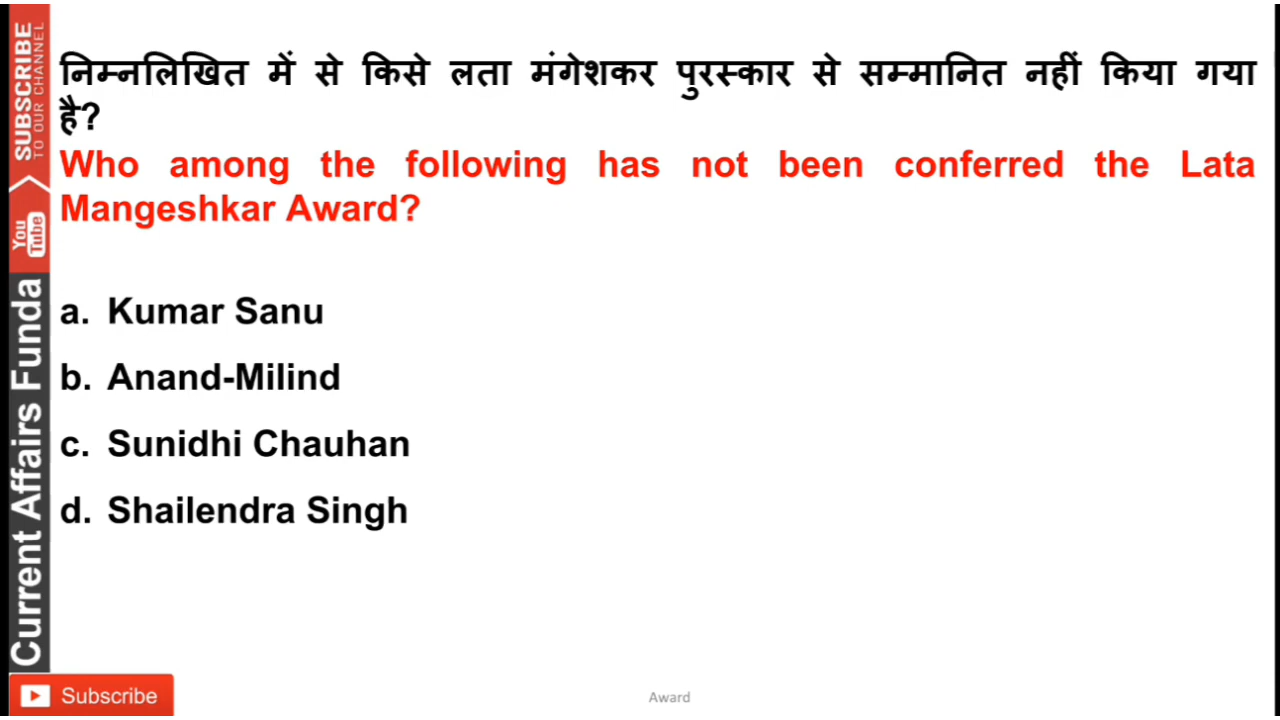 निम्नलिखित में से किसे लता मंगेशकर पुरस्कार से सम्मानित नहीं किया गया
है?
Who among the following has not been conferred the Lata
Mangeshkar Award?
a. Kumar Sanu
b. Anand-Milind
c. Sunidhi Chauhan
d. Shailendra Singh
SUBSCRIBE
TO OUR CHANNEL
You
Tube
Current Affairs Funda
Subscribe
Award